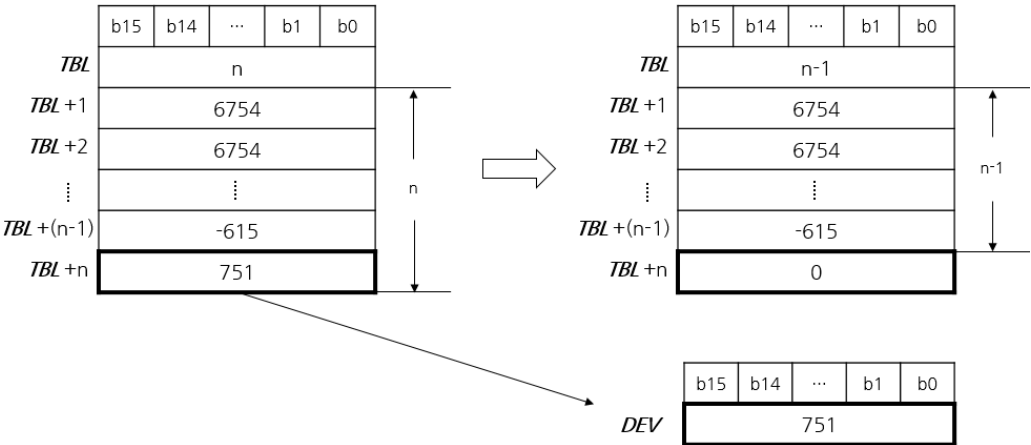 b15 b14 ... b1 b0 b15 b14 ... b1 b0
TBL n TBL n-1
TBL+1 6754 TBL+1 6754
TBL+2 6754 TBL+2 6754
⋮ ⋮ n ⋮ ⋮ n-1
TBL+(n-1) -615 TBL+(n-1) -615
TBL+n 751 TBL+n 0
b15 b14 ... b1 b0
DEV 751